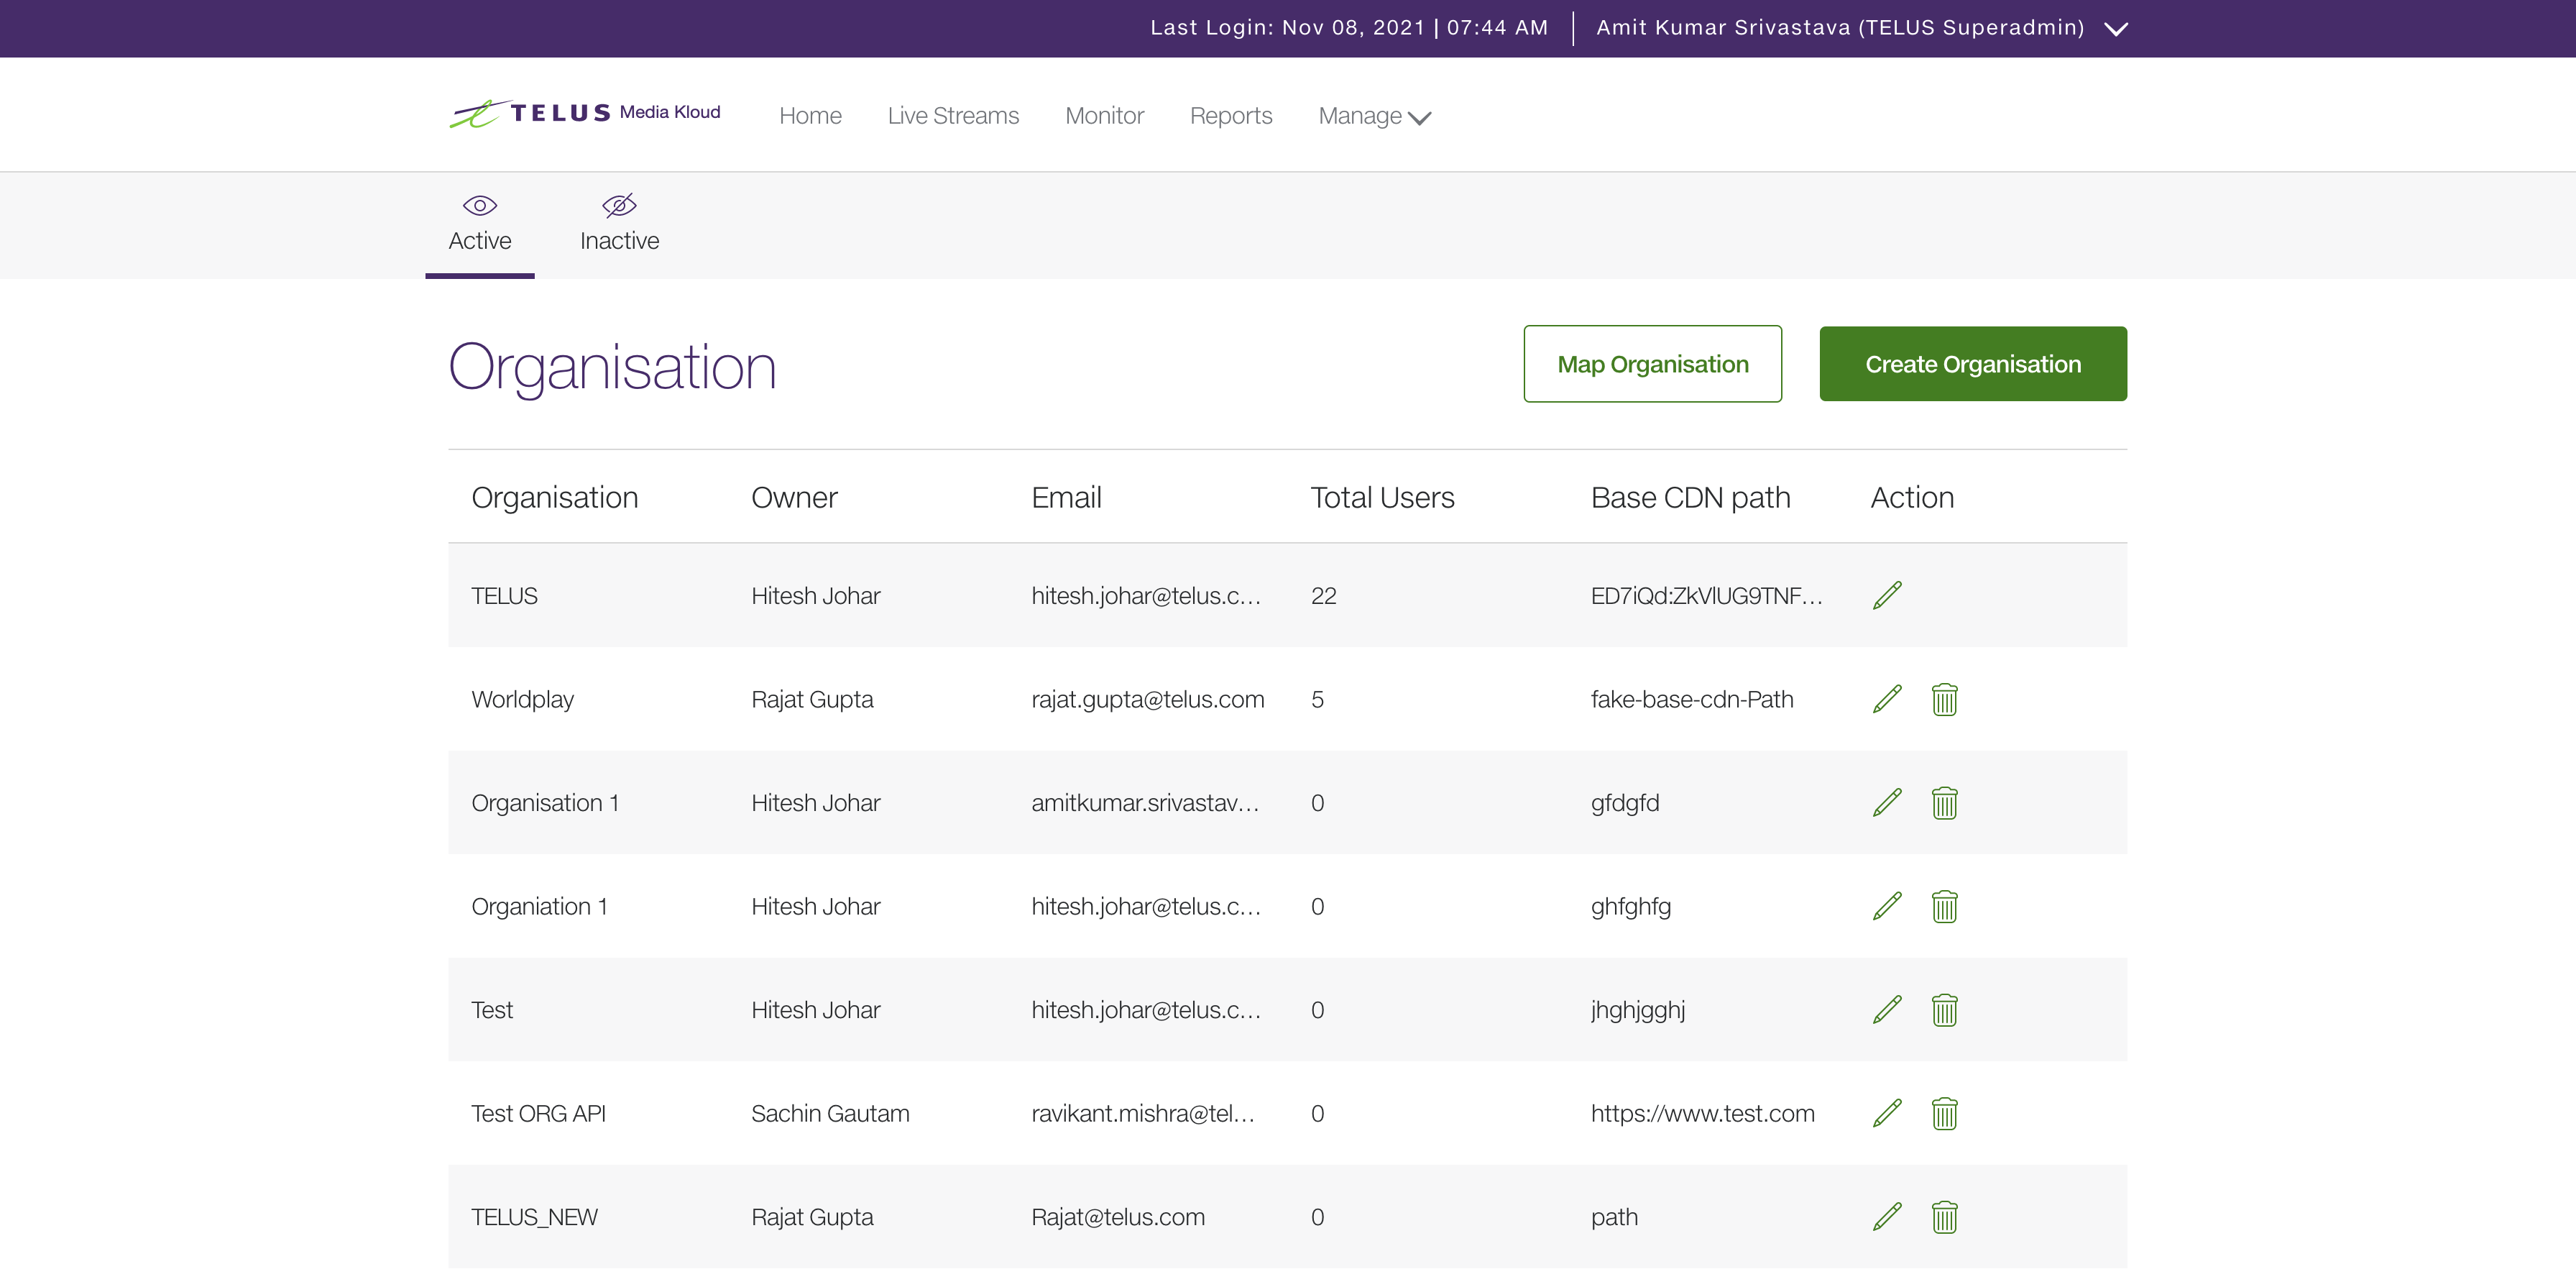 Last Login: Nov 08, 2021 | 07:44 AM Amit Kumar Srivastava (TELUS Superadmin)
TELUS Media Kloud Home Live Streams Monitor Reports Manage
Active Inactive
Organisation Map Organisation Create Organisation
Organisation Owner Email Total Users Base CDN path Action
TELUS Hitesh Johar hitesh.johar@telus.c... 22 ED7iQd:ZkVlUG9TNF...
Worldplay Rajat Gupta rajat.gupta@telus.com 5 fake-base-cdn-Path
Organisation 1 Hitesh Johar amitkumar.srivastav... 0 gfdgfd
Organiation 1 Hitesh Johar hitesh.johar@telus.c... 0 ghfghfg
Test Hitesh Johar hitesh.johar@telus.c... 0 jhghjgghj
Test ORG API Sachin Gautam ravikant.mishra@tel... 0 https://www.test.com
TELUS_NEW Rajat Gupta Rajat@telus.com 0 path